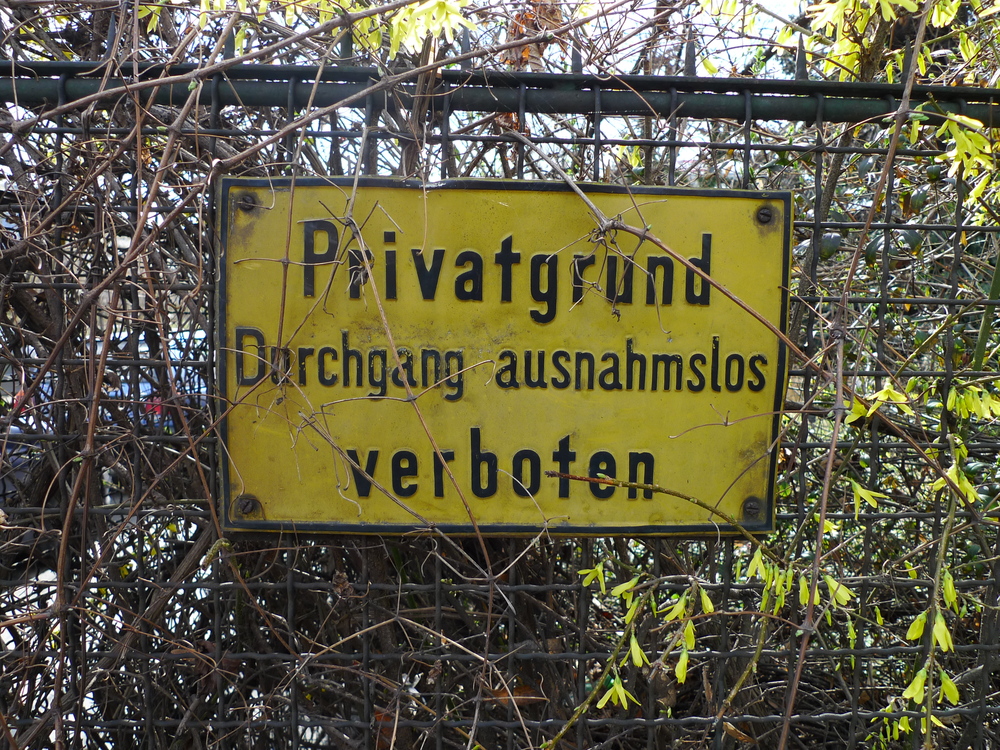 Privatgrund
Durchgang ausnahmslos
verboten